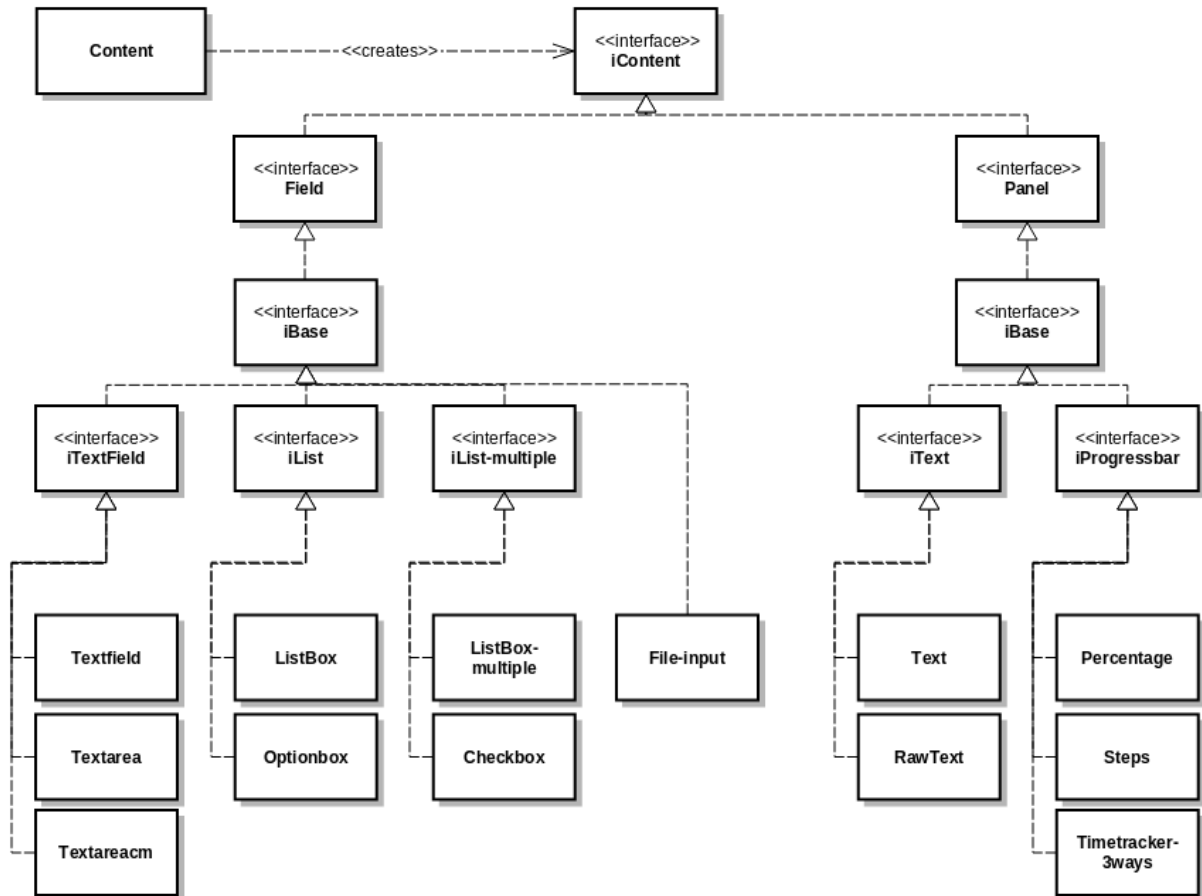 Content
<<creates>>
<<interface>>
iContent
<<interface>>
Field
<<interface>>
Panel
<<interface>>
iBase
<<interface>>
iBase
<<interface>>
iTextField
<<interface>>
iList
<<interface>>
iList-multiple
<<interface>>
iText
<<interface>>
iProgressbar
Textfield
ListBox
ListBox-
multiple
File-input
Text
Percentage
Textarea
Optionbox
Checkbox
RawText
Steps
Textareacm
Timetracker-
3ways